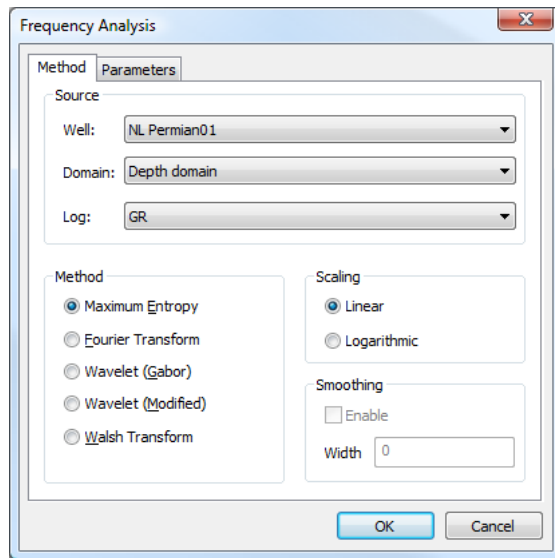 Frequency Analysis
Method Parameters
Source
Well: NL Permian01
Domain: Depth domain
Log: GR
Method
Maximum Entropy
Fourier Transform
Wavelet (Gabor)
Wavelet (Modified)
Walsh Transform
Scaling
Linear
Logarithmic
Smoothing
Enable
Width 0
OK Cancel